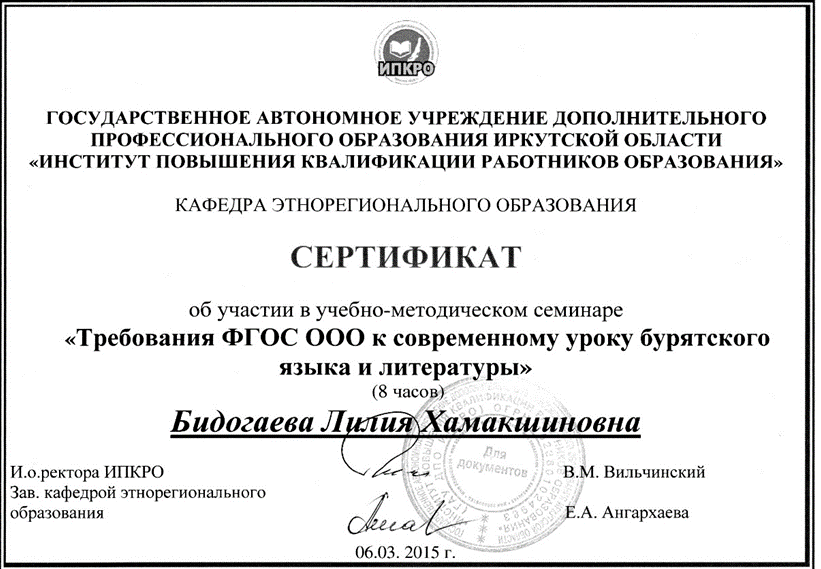 ИПКРО
ГОСУДАРСТВЕННОЕ АВТОНОМНОЕ УЧРЕЖДЕНИЕ ДОПОЛНИТЕЛЬНОГО
ПРОФЕССИОНАЛЬНОГО ОБРАЗОВАНИЯ ИРКУТСКОЙ ОБЛАСТИ
«ИНСТИТУТ ПОВЫШЕНИЯ КВАЛИФИКАЦИИ РАБОТНИКОВ ОБРАЗОВАНИЯ»
КАФЕДРА ЭТНОРЕГИОНАЛЬНОГО ОБРАЗОВАНИЯ
СЕРТИФИКАТ
об участии в учебно-методическом семинаре
«Требования ФГОС ООО к современному уроку бурятского
языка и литературы»
(8 часов)
Бидогаева Лилия Хамакшиновна
Для
документов
И.о.ректора ИПКРО В.М. Вильчинский
Зав. кафедрой этнорегионального
образования Е.А. Ангархаева
06.03. 2015 г.